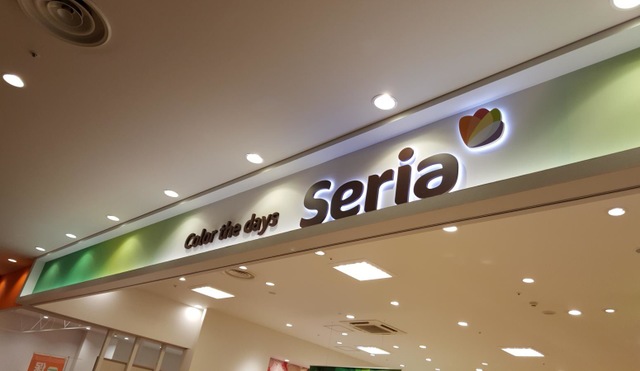 Color the days Seria